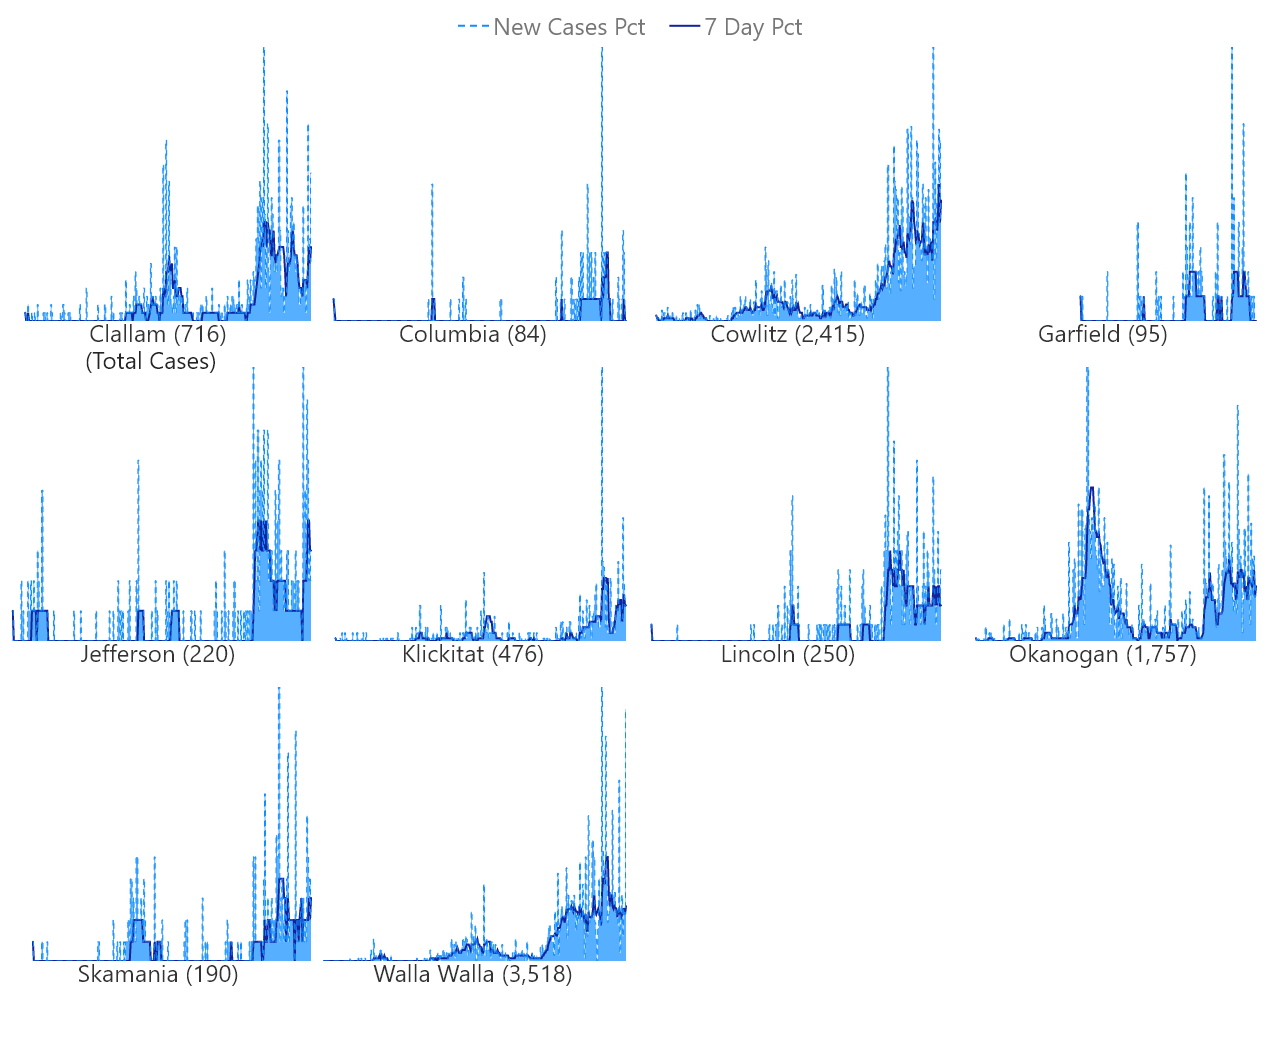 New Cases Pct 7 Day Pct
Clallam (716) Columbia (84) Cowlitz (2,415) Garfield (95)
(Total Cases)
Jefferson (220) Klickitat (476) Lincoln (250) Okanogan (1,757)
Skamania (190) Walla Walla (3,518)